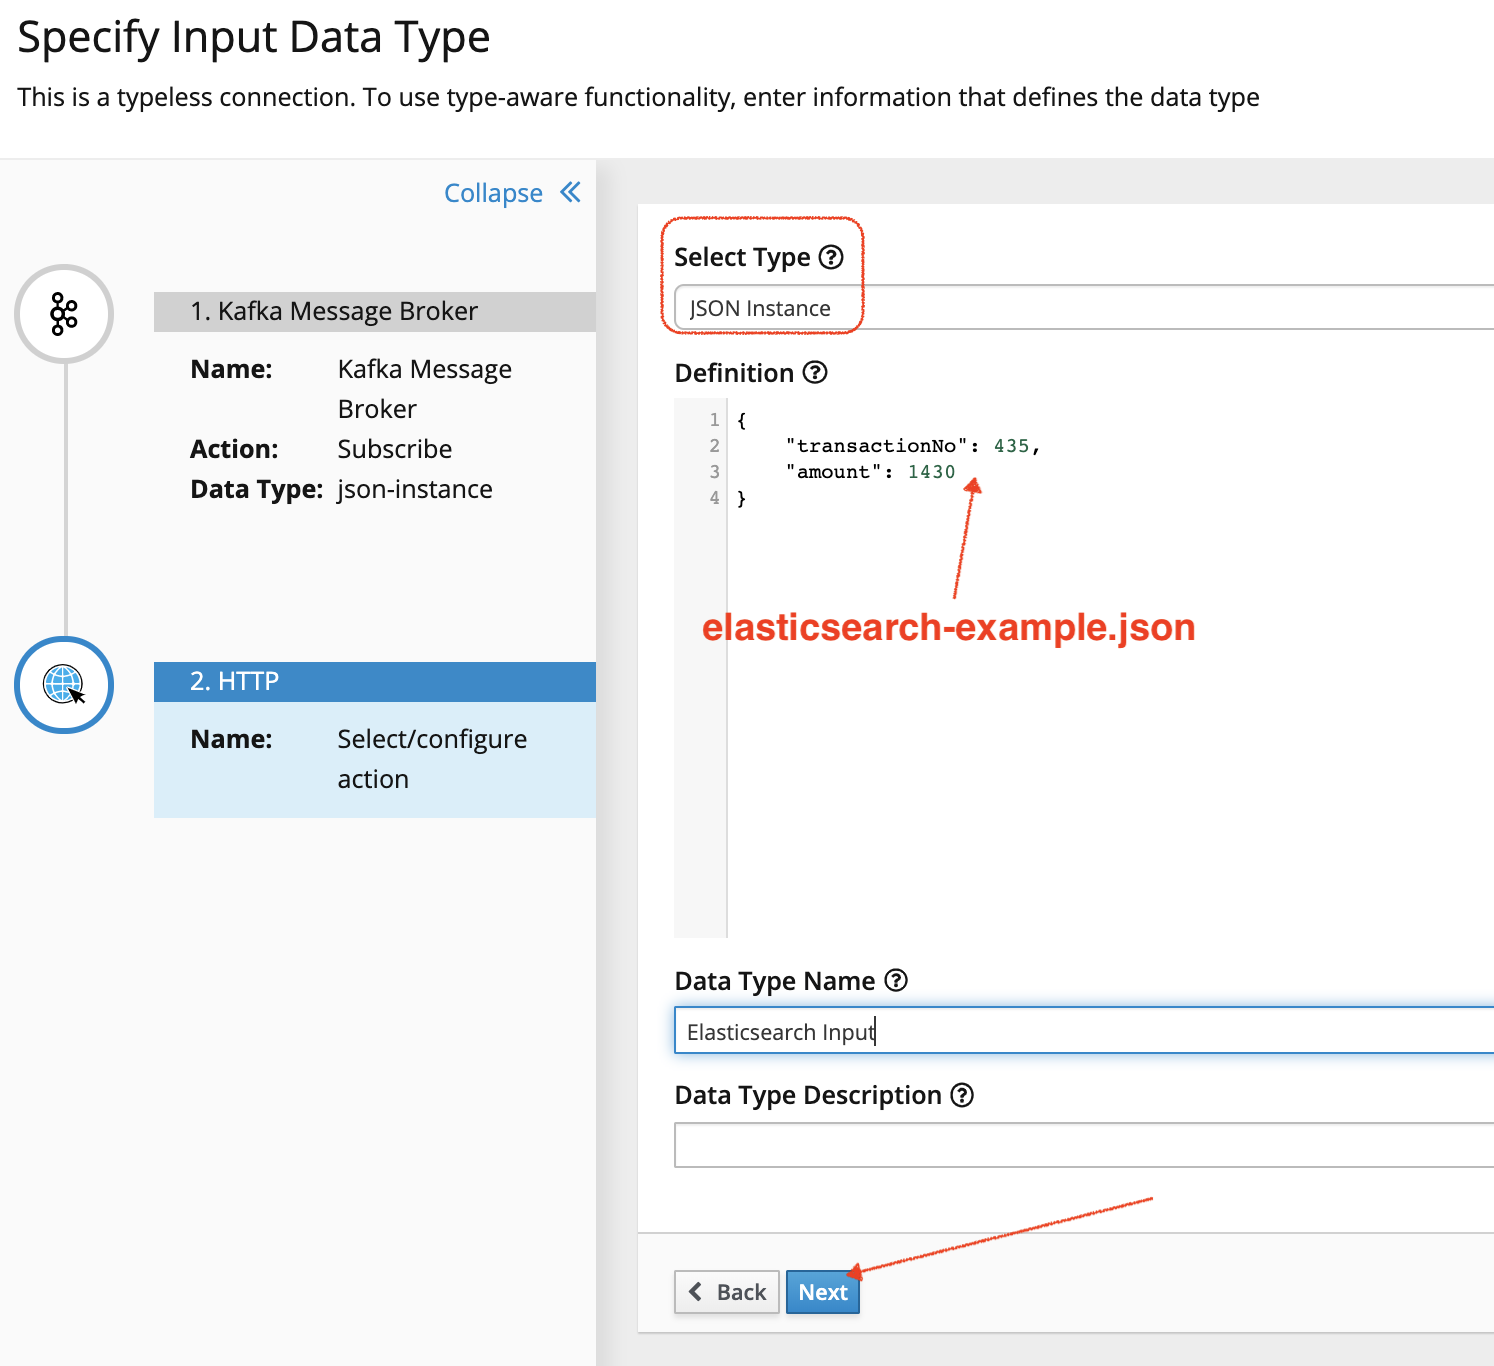 Specify Input Data Type
This is a typeless connection. To use type-aware functionality, enter information that defines the data type
Collapse
1. Kafka Message Broker
Name: Kafka Message
Broker
Action: Subscribe
Data Type: json-instance
2. HTTP
Name: Select/configure
action
Select Type
JSON Instance
Definition
1 {
2 "transactionNo": 435,
3 "amount": 1430
4 }
elasticsearch-example.json
Data Type Name
Elasticsearch Input
Data Type Description
Back
Next